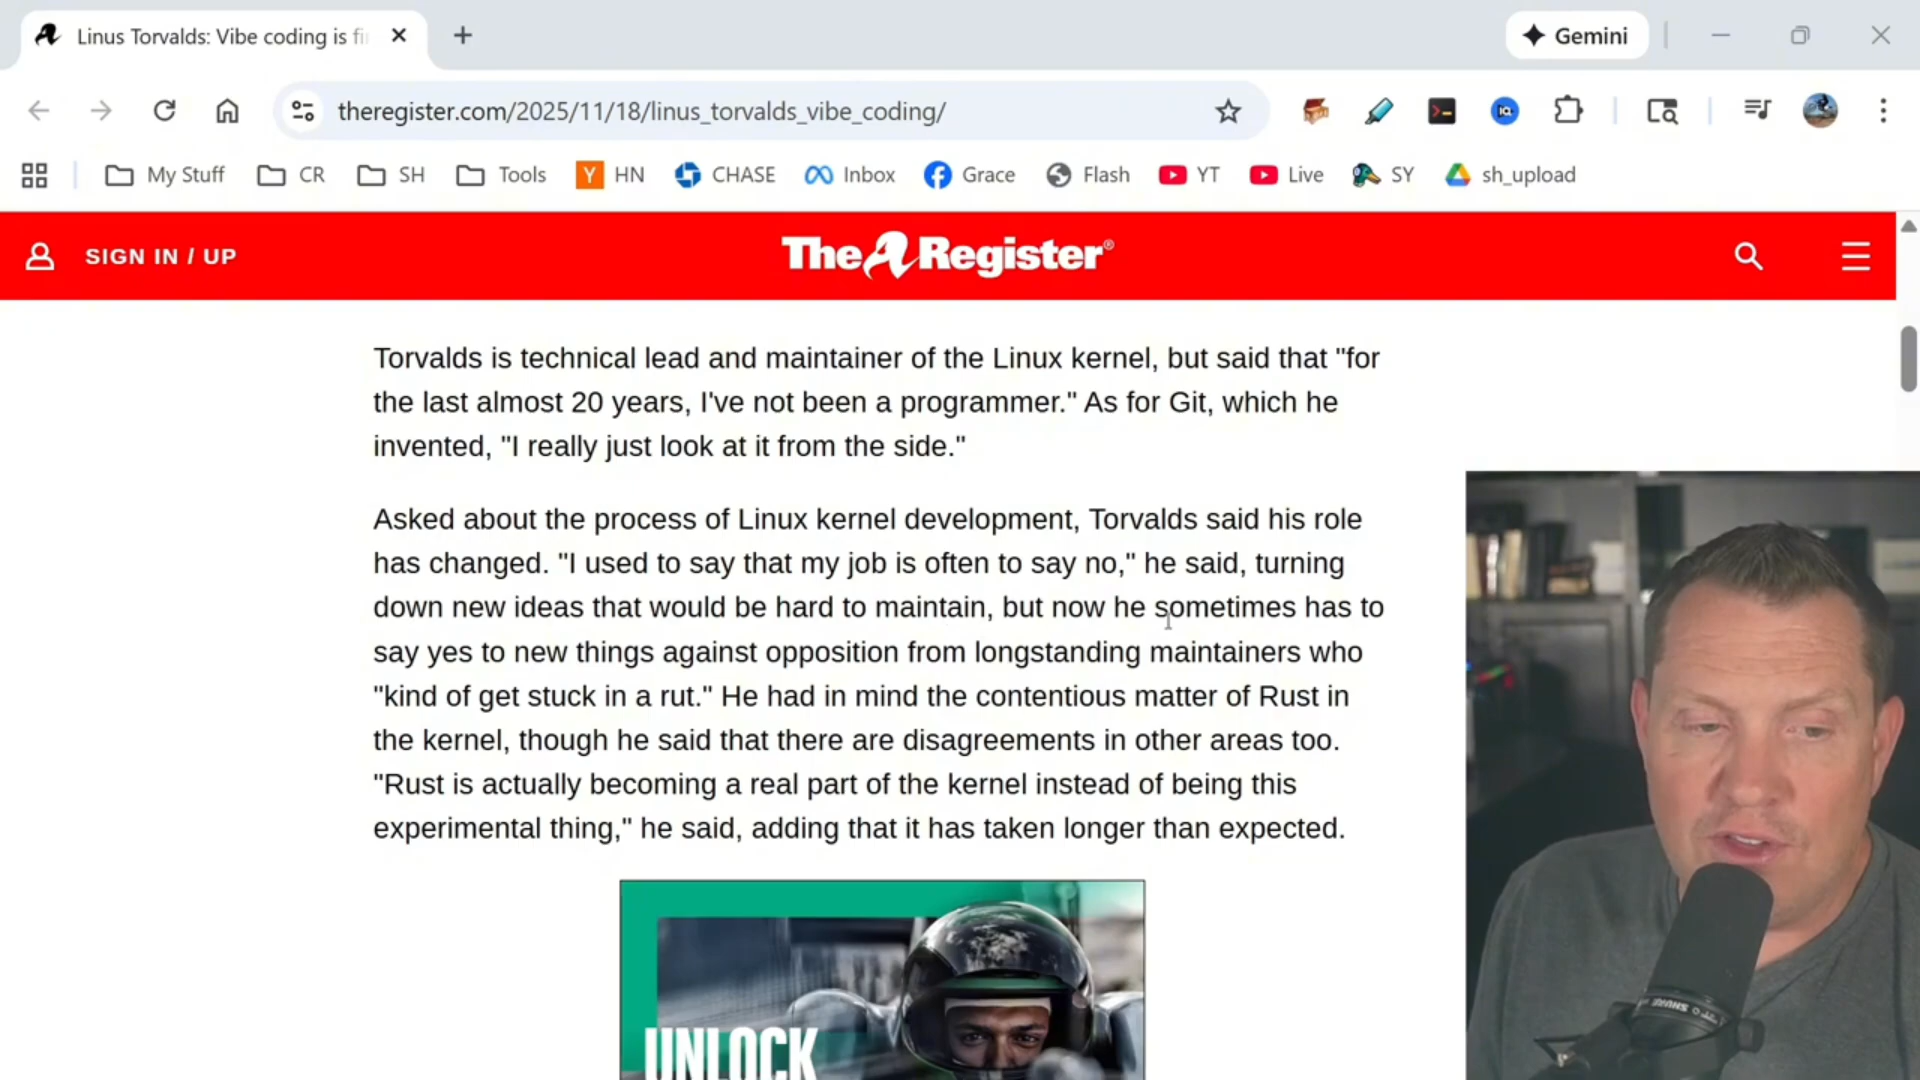 Linus Torvalds: Vibe coding is fi
Gemini
theregister.com/2025/11/18/linus_torvalds_vibe_coding/
My Stuff CR SH Tools HN CHASE Inbox Grace Flash YT Live SY sh_upload
SIGN IN / UP
The Register®
Torvalds is technical lead and maintainer of the Linux kernel, but said that "for
the last almost 20 years, I've not been a programmer." As for Git, which he
invented, "I really just look at it from the side."
Asked about the process of Linux kernel development, Torvalds said his role
has changed. "I used to say that my job is often to say no," he said, turning
down new ideas that would be hard to maintain, but now he sometimes has to
say yes to new things against opposition from longstanding maintainers who
"kind of get stuck in a rut." He had in mind the contentious matter of Rust in
the kernel, though he said that there are disagreements in other areas too.
"Rust is actually becoming a real part of the kernel instead of being this
experimental thing," he said, adding that it has taken longer than expected.
UNLOCK
SHURE